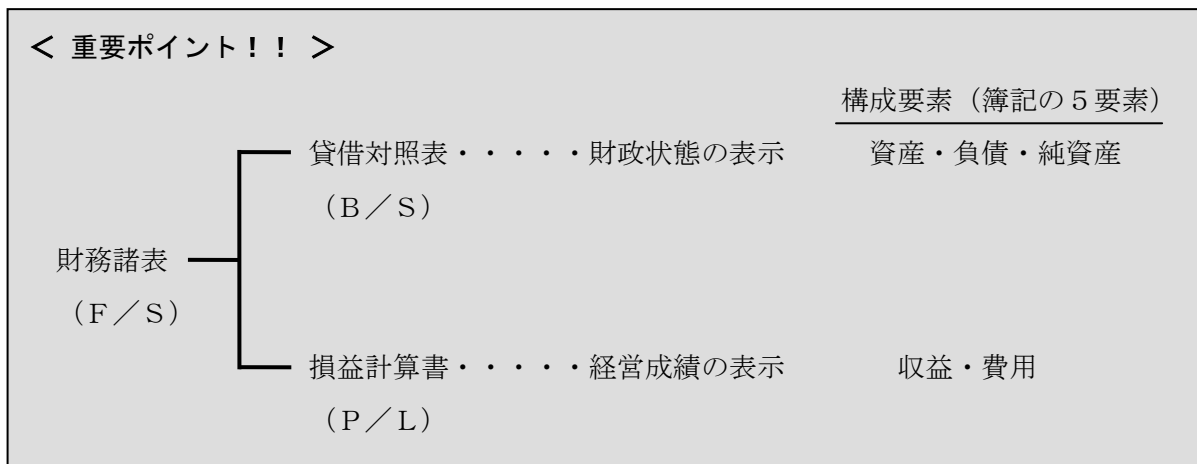 ＜ 重要ポイント！！ ＞
構成要素（簿記の５要素）
貸借対照表・・・・・財政状態の表示　　資産・負債・純資産
（Ｂ／Ｓ）
財務諸表
（Ｆ／Ｓ）
損益計算書・・・・・経営成績の表示　　収益・費用
（Ｐ／Ｌ）